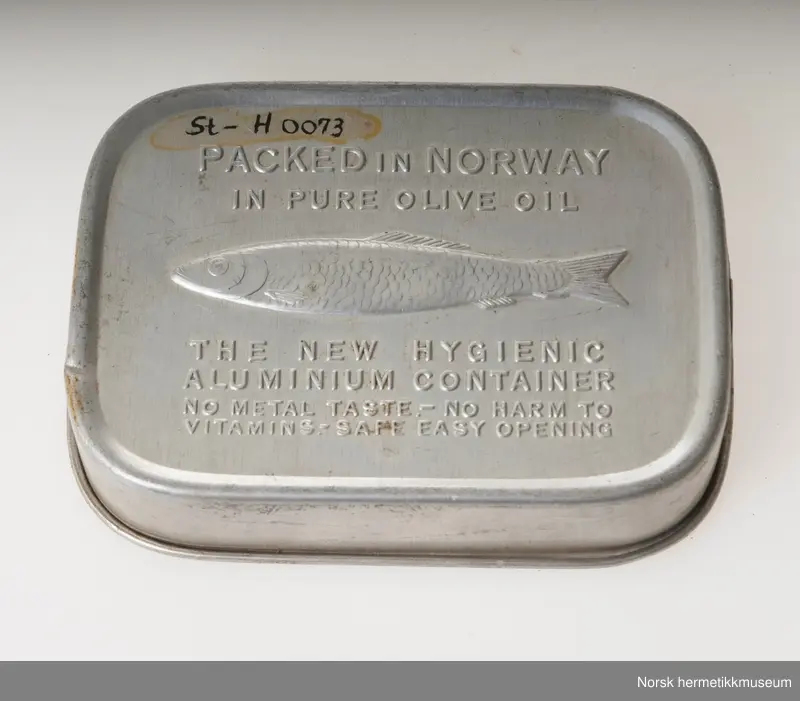 St- H 0073
PACKED IN NORWAY
IN PURE OLIVE OIL
THE NEW HYGIENIC
ALUMINIUM CONTAINER
NO METAL TASTE.- NO HARM TO
VITAMINS.- SAFE EASY OPENING
Norsk hermetikkmuseum